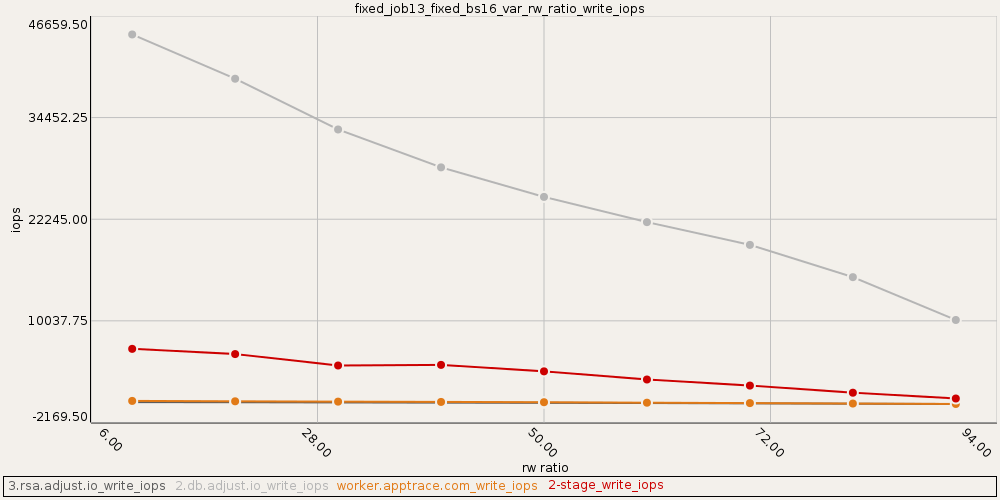 fixed_job13_fixed_bs16_var_rw_ratio_write_iops
46659.50
34452.25
22245.00
10037.75
-2169.50
iops
6.00 28.00 50.00 72.00 94.00
rw ratio
3.rsa.adjust.io_write_iops 2.db.adjust.io_write_iops worker.apptrace.com_write_iops 2-stage_write_iops